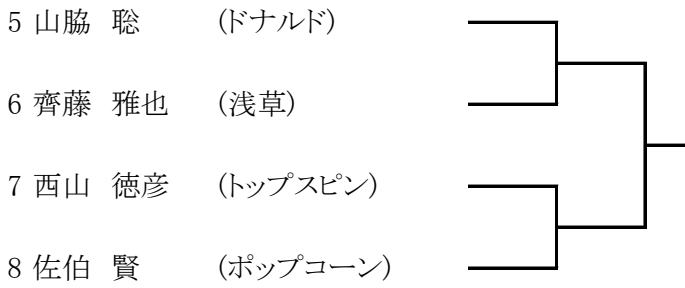 5 山脇 聡 (ドナルド)
6 齊藤 雅也 (浅草)
7 西山 徳彦 (トップスピン)
8 佐伯 賢 (ポップコーン)